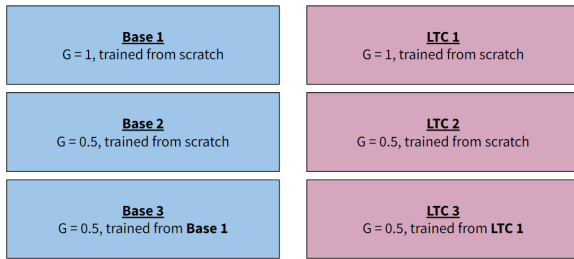 Base 1
G = 1, trained from scratch
LTC 1
G = 1, trained from scratch
Base 2
G = 0.5, trained from scratch
LTC 2
G = 0.5, trained from scratch
Base 3
G = 0.5, trained from Base 1
LTC 3
G = 0.5, trained from LTC 1